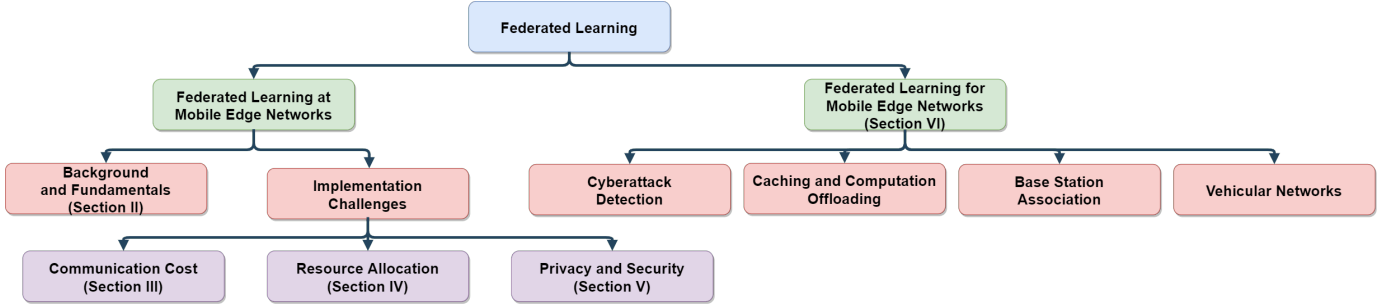 Federated Learning
Federated Learning at
Mobile Edge Networks
Federated Learning for
Mobile Edge Networks
(Section VI)
Background
and Fundamentals
(Section II)
Implementation
Challenges
Cyberattack
Detection
Caching and Computation
Offloading
Base Station
Association
Vehicular Networks
Communication Cost
(Section III)
Resource Allocation
(Section IV)
Privacy and Security
(Section V)